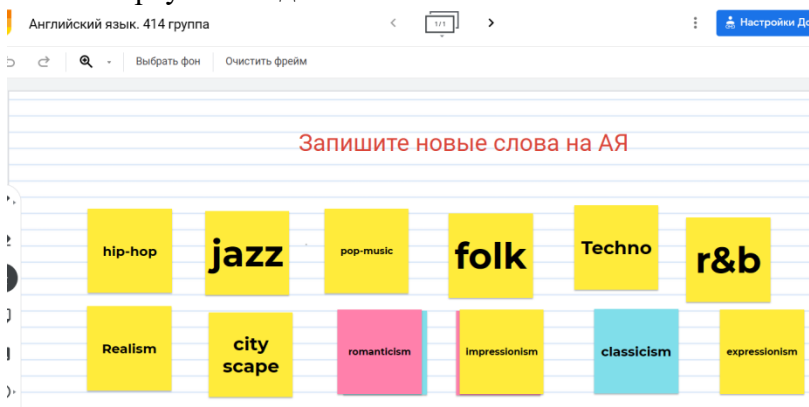 Английский язык. 414 группа
1/1
Настройки До
Выбрать фон
Очистить фрейм
Запишите новые слова на АЯ
hip-hop
jazz
pop-music
folk
Techno
r&b
Realism
city
scape
romanticism
impressionism
classicism
expressionism